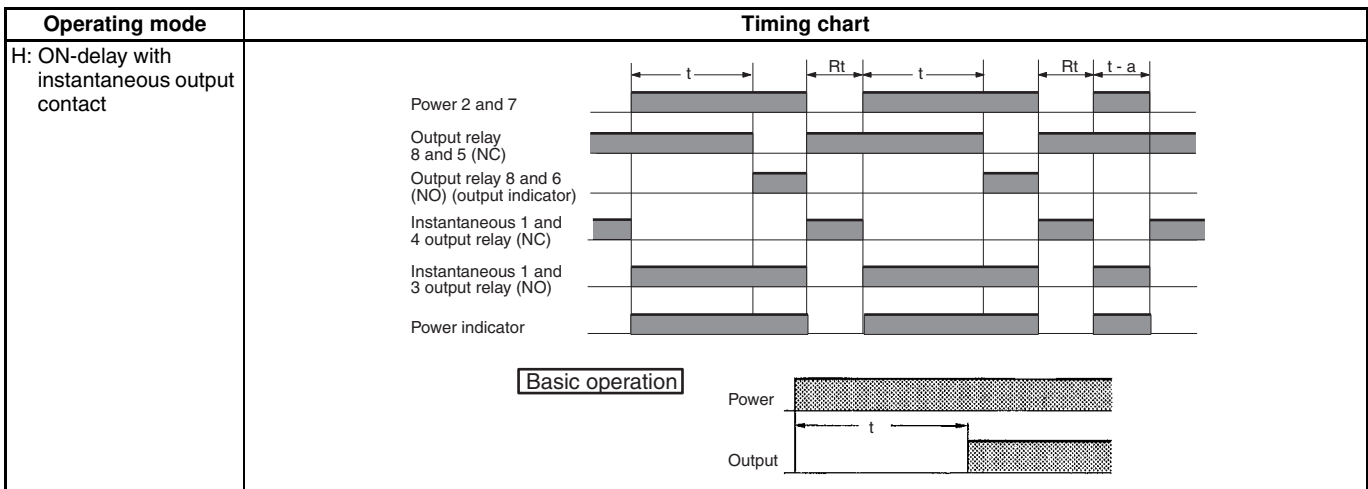 Operating mode
Timing chart
H: ON-delay with
instantaneous output
contact
t
Rt
t
Rt
t - a
Power 2 and 7
Output relay
8 and 5 (NC)
Output relay 8 and 6
(NO) (output indicator)
Instantaneous 1 and
4 output relay (NC)
Instantaneous 1 and
3 output relay (NO)
Power indicator
Basic operation
Power
t
Output